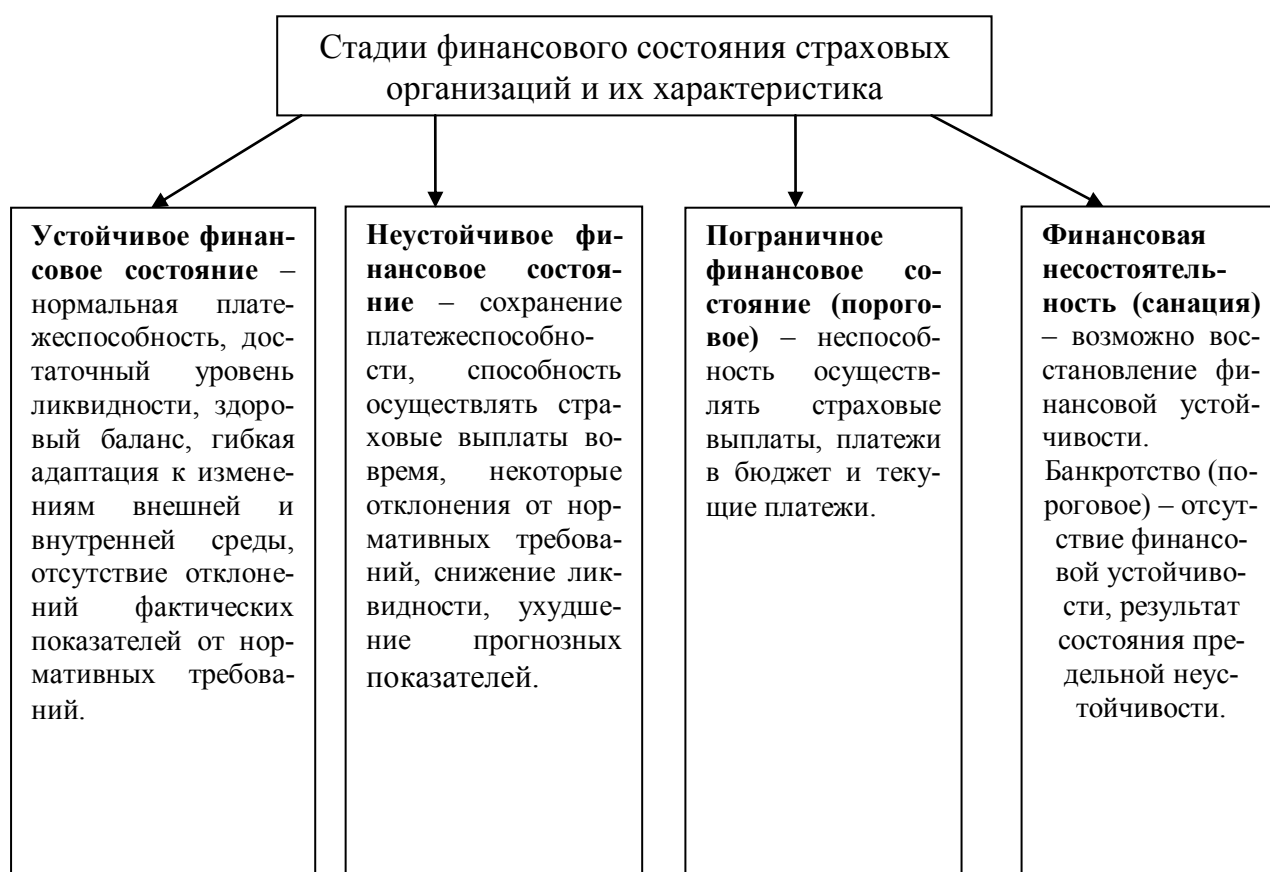 Стадии финансового состояния страховых
организаций и их характеристика
Устойчивое финан-
совое состояние –
нормальная плате-
жеспособность, дос-
таточный уровень
ликвидности, здоро-
вый баланс, гибкая
адаптация к измене-
ниям внешней и
внутренней среды,
отсутствие отклоне-
ний фактических
показателей от нор-
мативных требова-
ний.
Неустойчивое фи-
нансовое состоя-
ние – сохранение
платежеспособно-
сти, способность
осуществлять стра-
ховые выплаты во-
время, некоторые
отклонения от нор-
мативных требова-
ний, снижение лик-
видности, ухудше-
ние прогнозных
показателей.
Пограничное
финансовое со-
стояние (порого-
вое) – неспособ-
ность осуществ-
лять страховые
выплаты, платежи
в бюджет и теку-
щие платежи.
Финансовая
несостоятель-
ность (санация)
– возможно вос-
становление фи-
нансовой устой-
чивости.
Банкротство (по-
роговое) – отсут-
ствие финансо-
вой устойчиво-
сти, результат
состояния пре-
дельной неус-
тойчивости.